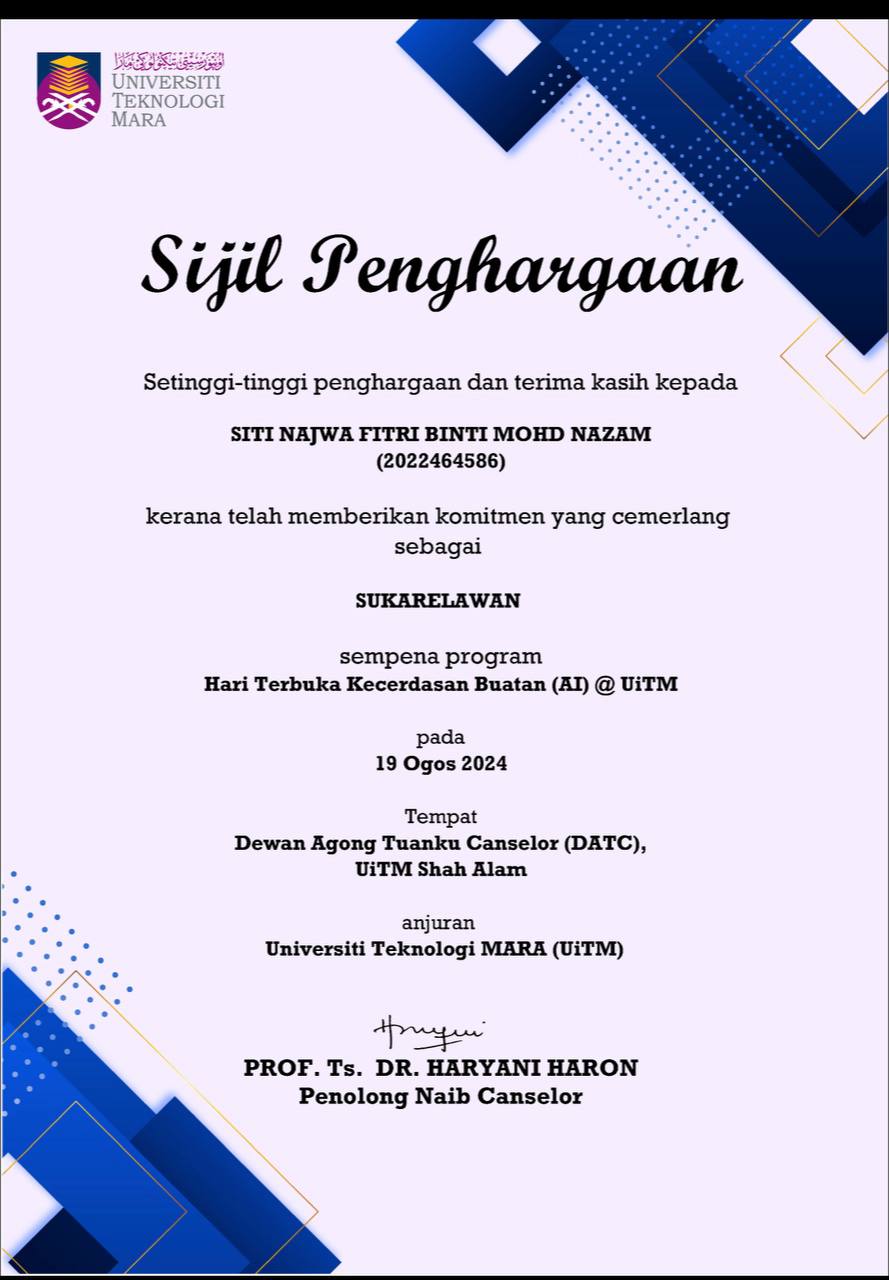 اونيۏرسيتي تيكنولوݢي مارا
UNIVERSITI
TEKNOLOGI
MARA
Sijil Penghargaan
Setinggi-tinggi penghargaan dan terima kasih kepada
SITI NAJWA FITRI BINTI MOHD NAZAM
(2022464586)
kerana telah memberikan komitmen yang cemerlang
sebagai
SUKARELAWAN
sempena program
Hari Terbuka Kecerdasan Buatan (AI) @ UiTM
pada
19 Ogos 2024
Tempat
Dewan Agong Tuanku Canselor (DATC),
UiTM Shah Alam
anjuran
Universiti Teknologi MARA (UiTM)
PROF. Ts. DR. HARYANI HARON
Penolong Naib Canselor